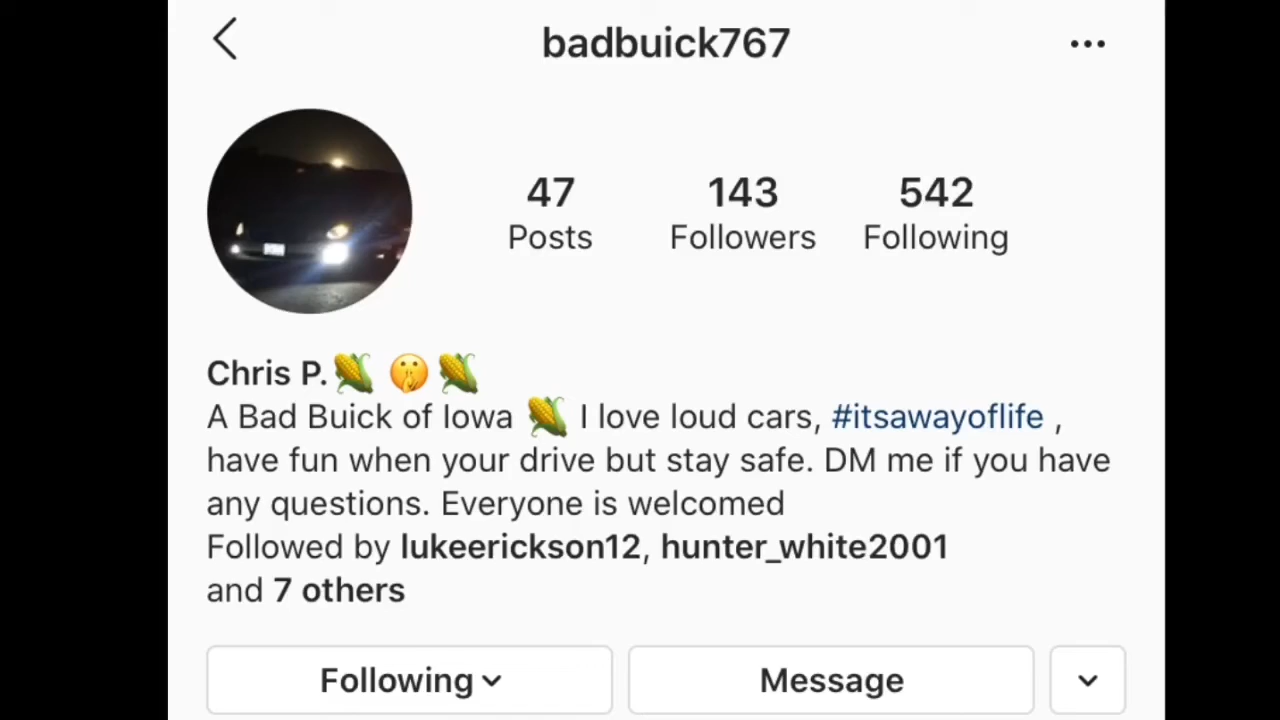 badbuick767
47 143 542
Posts Followers Following
Chris P.🌽 🤫 🌽
A Bad Buick of Iowa 🌽 I love loud cars, #itsawayoflife ,
have fun when your drive but stay safe. DM me if you have
any questions. Everyone is welcomed
Followed by lukeerickson12, hunter_white2001
and 7 others
Following Message